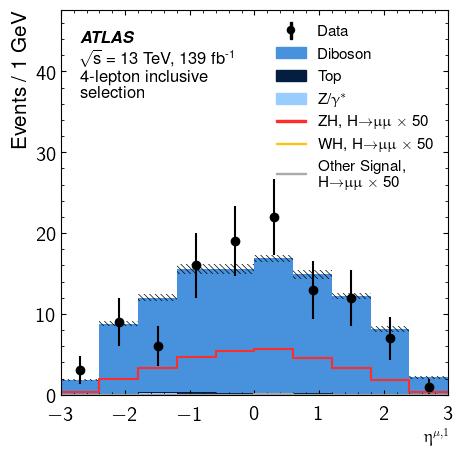 ATLAS
√s = 13 TeV, 139 fb⁻¹
4-lepton inclusive
selection
Data
Diboson
Top
Z/γ*
ZH, H→μμ × 50
WH, H→μμ × 50
Other Signal,
H→μμ × 50
Events / 1 GeV
40
30
20
10
0
−3 −2 −1 0 1 2 3
η^μ,1